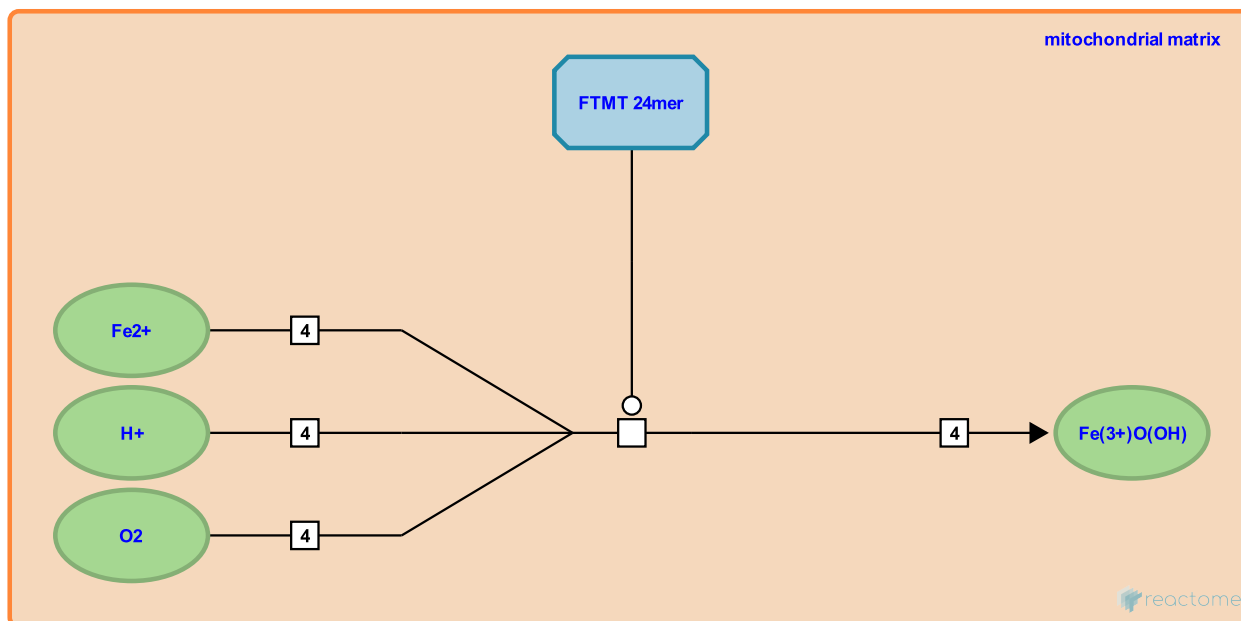 mitochondrial matrix
FTMT 24mer
Fe2+
4
H+
4
4
Fe(3+)O(OH)
O2
4
reactome